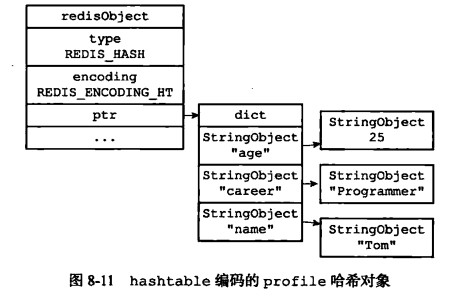 redisObject
type
REDIS_HASH
encoding
REDIS_ENCODING_HT
ptr
...
dict
StringObject
"age"
StringObject
"career"
StringObject
"name"
StringObject
25
StringObject
"Programmer"
StringObject
"Tom"
图 8-11 hashtable 编码的 profile 哈希对象